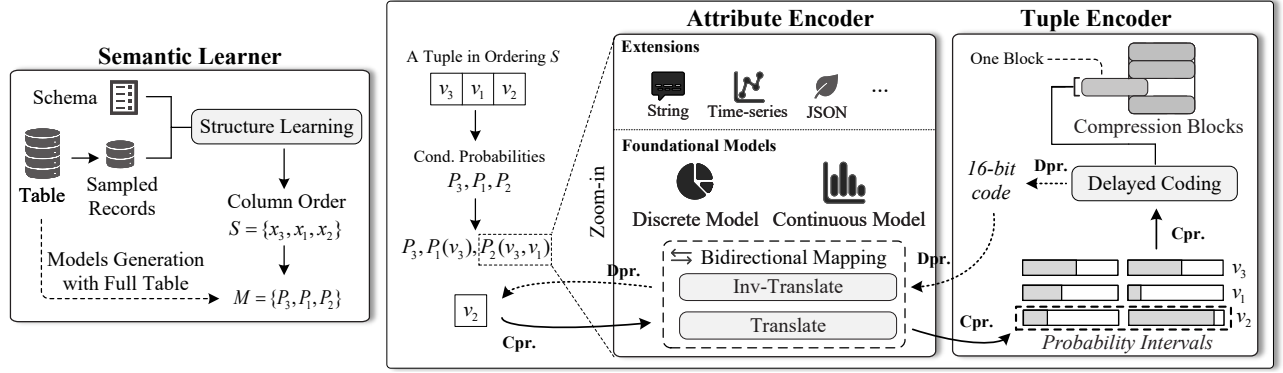 Semantic Learner
Schema
Table
Sampled
Records
Structure Learning
Column Order
S = {x₃, x₁, x₂}
Models Generation
with Full Table
M = {P₃, P₁, P₂}
A Tuple in Ordering S
v₃ v₁ v₂
Cond. Probabilities
P₃, P₁, P₂
P₃, P₁(v₃), P₂(v₃, v₁)
v₂
Dpr.
Cpr.
Zoom-in
Attribute Encoder
Extensions
String
Time-series
JSON
...
Foundational Models
Discrete Model
Continuous Model
Bidirectional Mapping
Inv-Translate
Translate
Dpr.
Cpr.
Tuple Encoder
One Block
Compression Blocks
16-bit
code
Dpr.
Delayed Coding
Cpr.
v₃
v₁
v₂
Probability Intervals